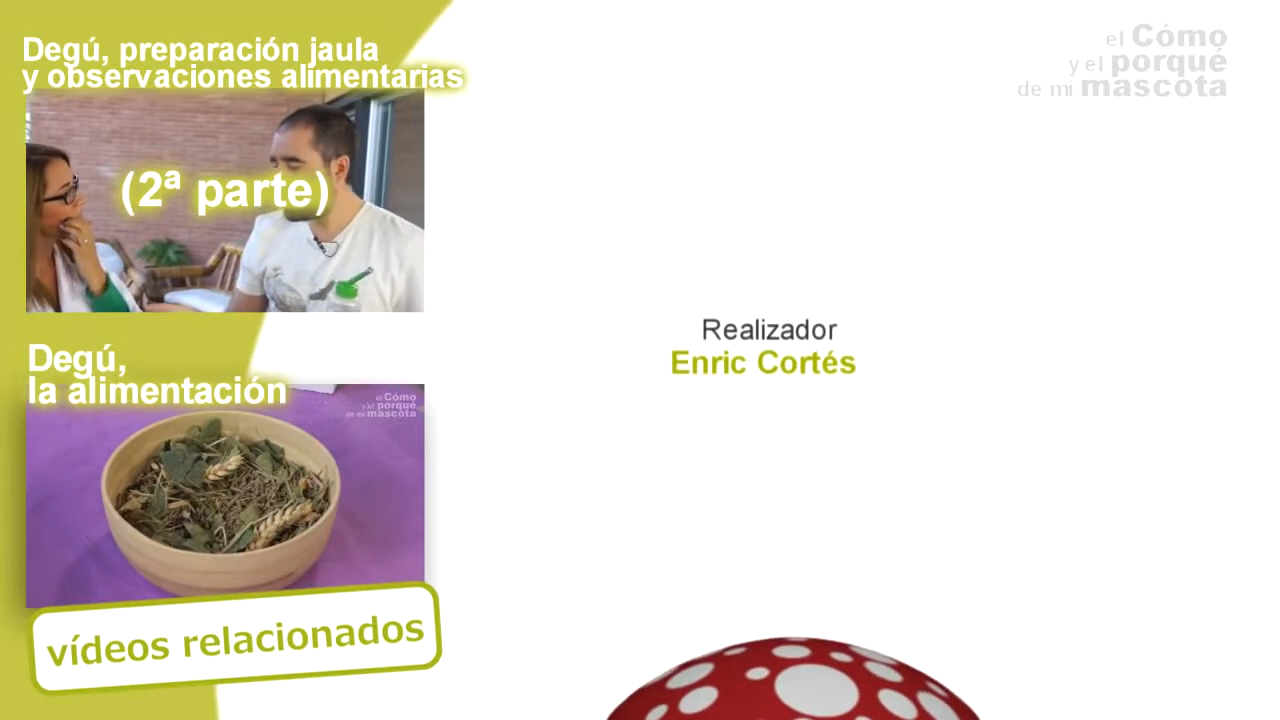 Degú, preparación jaula
y observaciones alimentarias
(2ª parte)
Degú,
la alimentación
el Cómo
y el porqué
de mi mascota
vídeos relacionados
el Cómo
y el porqué
de mi mascota
Realizador
Enric Cortés